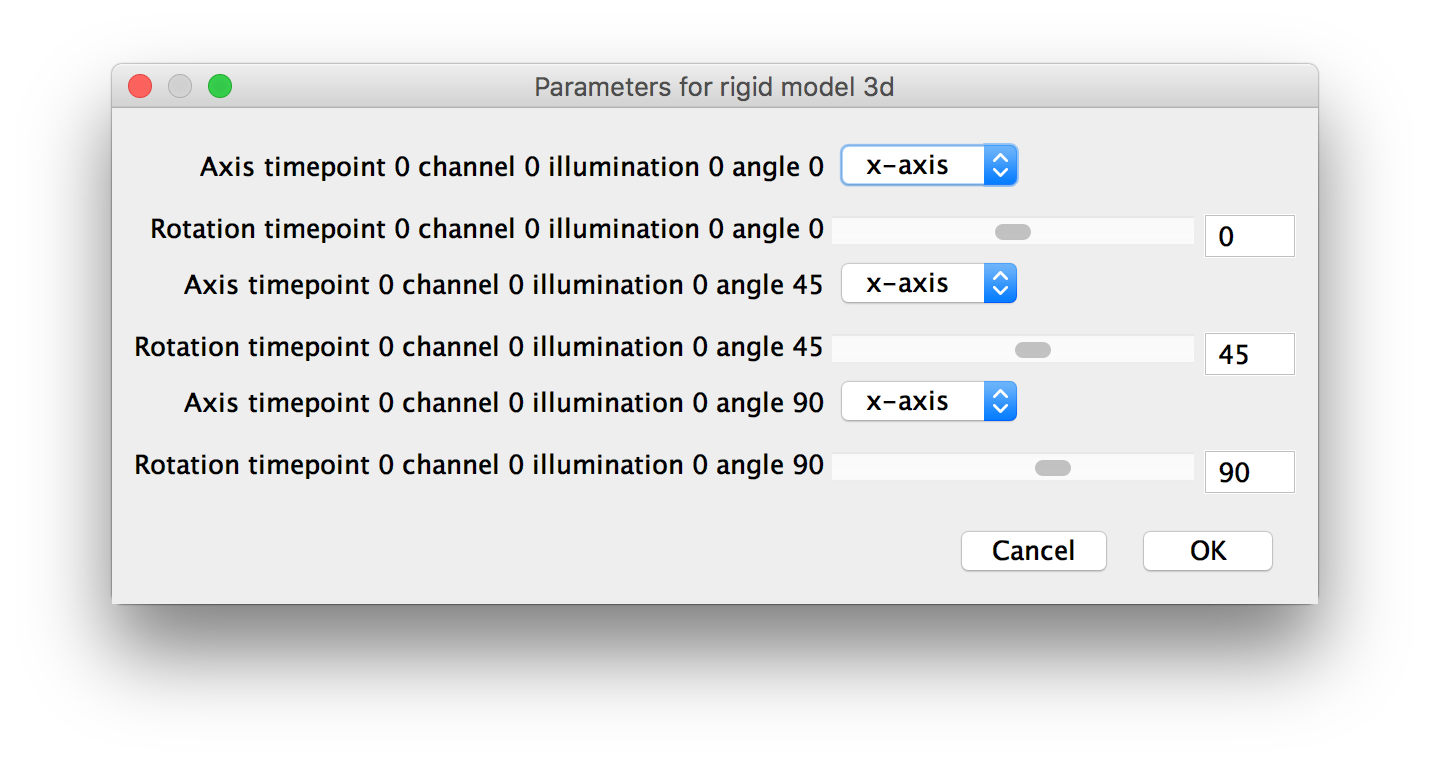 Parameters for rigid model 3d
Axis timepoint 0 channel 0 illumination 0 angle 0 x-axis
Rotation timepoint 0 channel 0 illumination 0 angle 0 0
Axis timepoint 0 channel 0 illumination 0 angle 45 x-axis
Rotation timepoint 0 channel 0 illumination 0 angle 45 45
Axis timepoint 0 channel 0 illumination 0 angle 90 x-axis
Rotation timepoint 0 channel 0 illumination 0 angle 90 90
Cancel OK